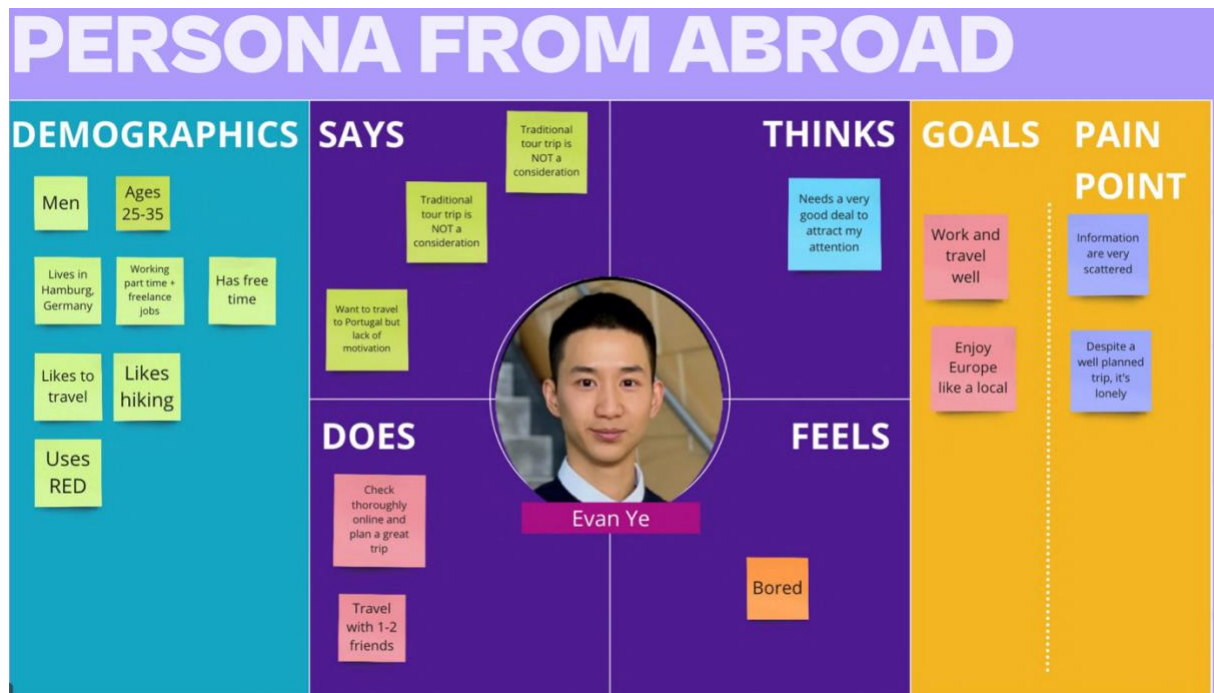 PERSONA FROM ABROAD
DEMOGRAPHICS
Men
Ages
25-35
Lives in
Hamburg,
Germany
Working
part time +
freelance
jobs
Has free
time
Likes to
travel
Likes
hiking
Uses
RED
SAYS
Traditional
tour trip is
NOT a
consideration
Traditional
tour trip is
NOT a
consideration
Want to travel
to Portugal but
lack of
motivation
THINKS
Needs a very
good deal to
attract my
attention
DOES
Check
thoroughly
online and
plan a great
trip
Travel
with 1-2
friends
Evan Ye
FEELS
Bored
GOALS
Work and
travel
well
Enjoy
Europe
like a local
PAIN
POINT
Information
are very
scattered
Despite a
well planned
trip, it's
lonely